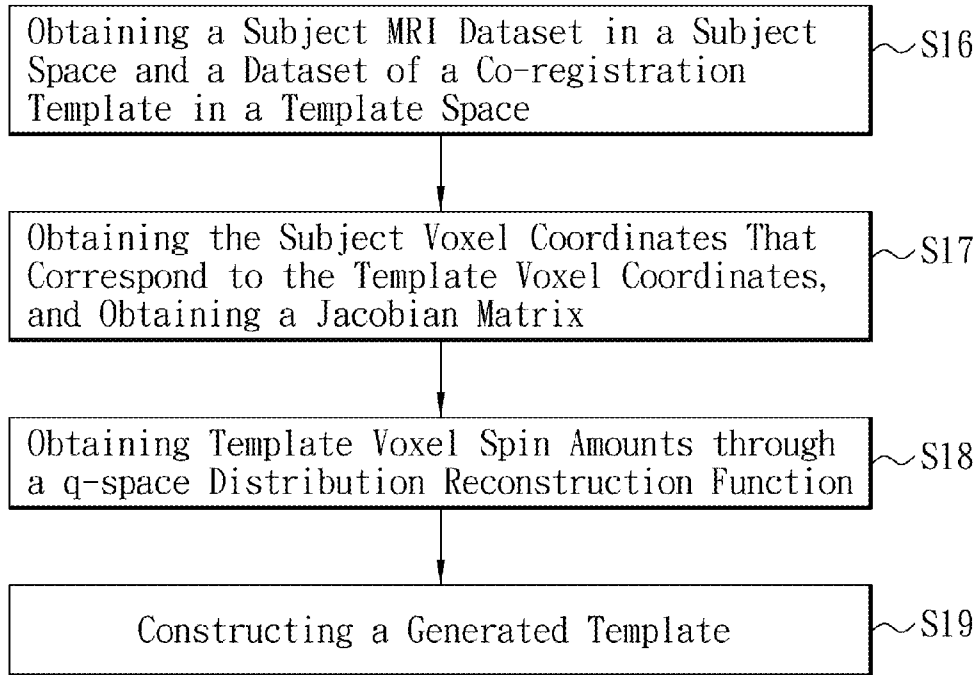 Obtaining a Subject MRI Dataset in a Subject
Space and a Dataset of a Co-registration
Template in a Template Space
S16
Obtaining the Subject Voxel Coordinates That
Correspond to the Template Voxel Coordinates,
and Obtaining a Jacobian Matrix
S17
Obtaining Template Voxel Spin Amounts through
a q-space Distribution Reconstruction Function
S18
Constructing a Generated Template
S19